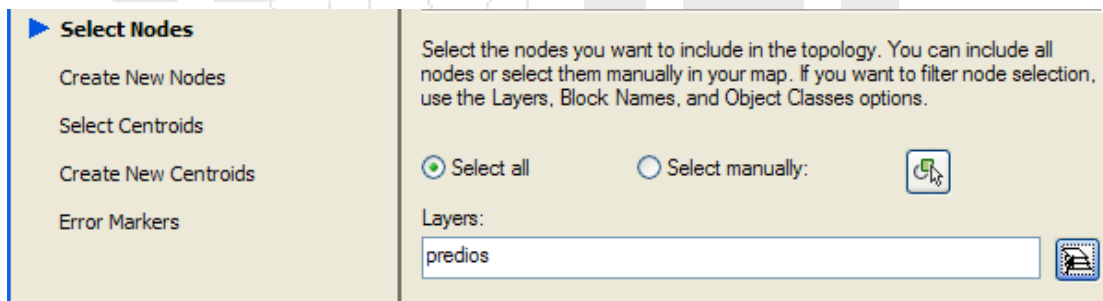 Select Nodes
Create New Nodes
Select Centroids
Create New Centroids
Error Markers
Select the nodes you want to include in the topology. You can include all
nodes or select them manually in your map. If you want to filter node selection,
use the Layers, Block Names, and Object Classes options.
Select all
Select manually:
Layers:
predios